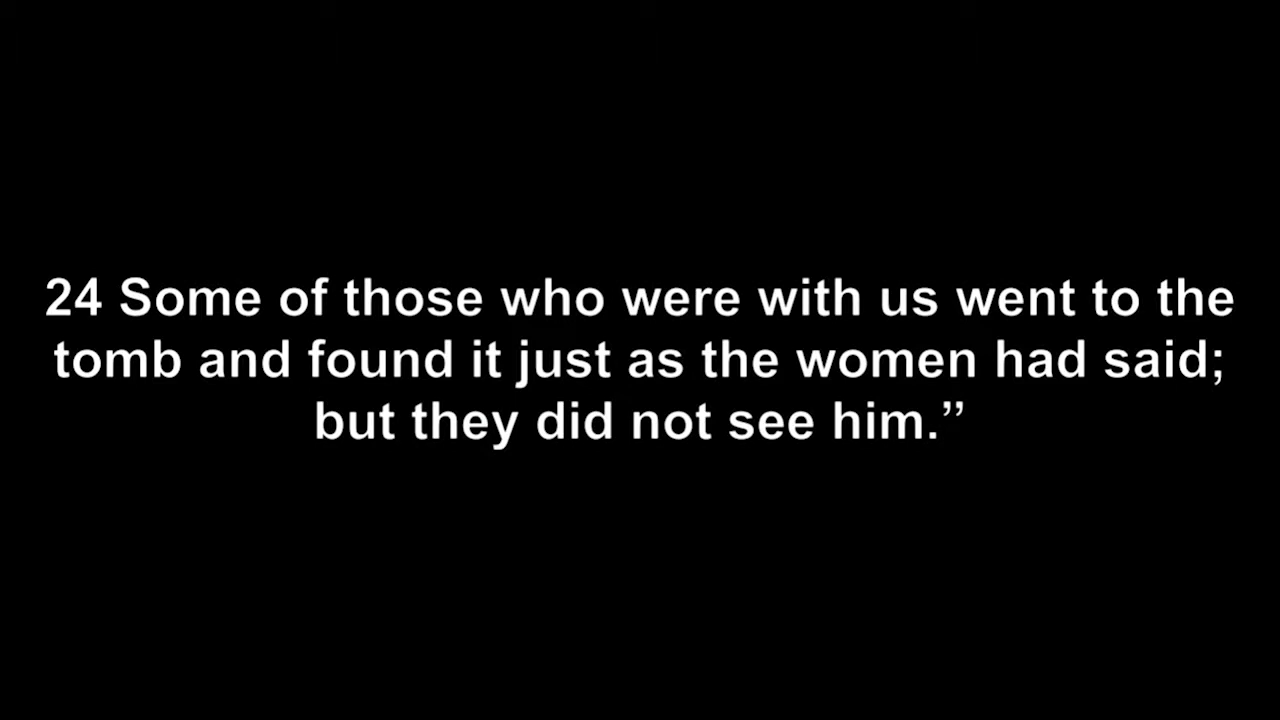 24 Some of those who were with us went to the
tomb and found it just as the women had said;
but they did not see him.”